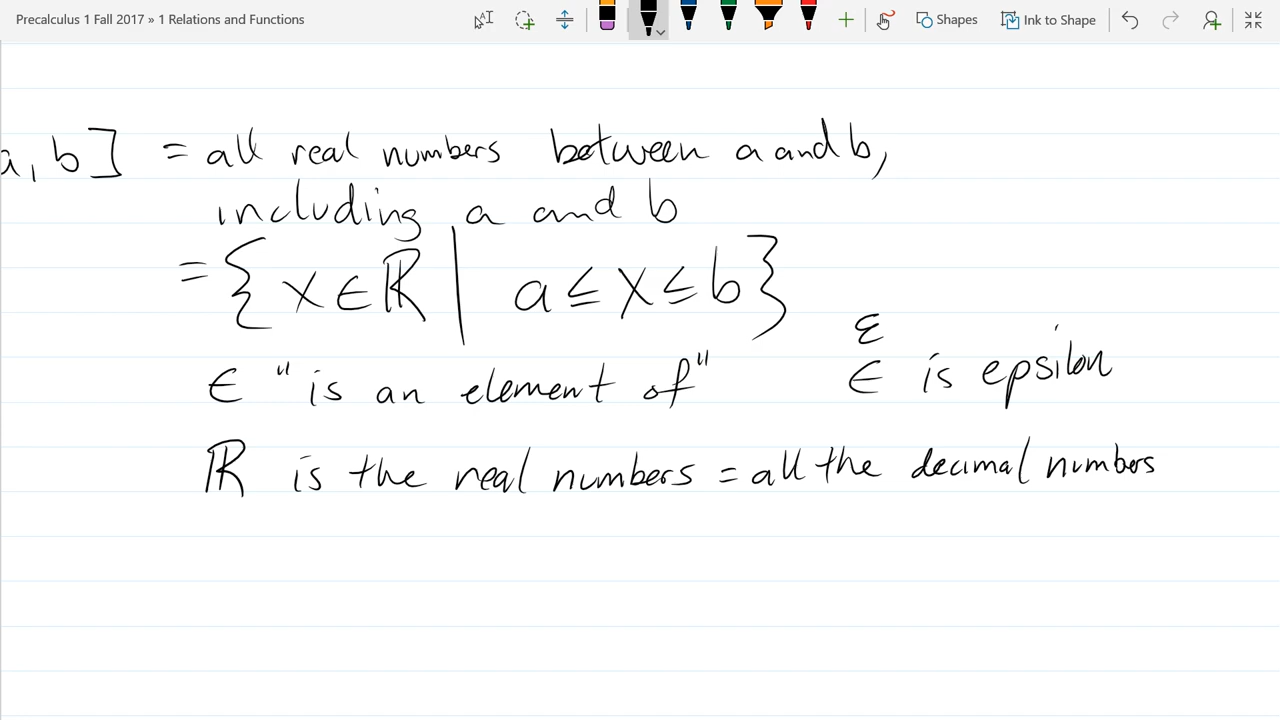 Precalculus 1 Fall 2017 » 1 Relations and Functions
Shapes
Ink to Shape
a, b] = all real numbers between a and b,
including a and b
= { x ∈ ℝ | a ≤ x ≤ b }
ε
∈ "is an element of" ϵ is epsilon
ℝ is the real numbers = all the decimal numbers